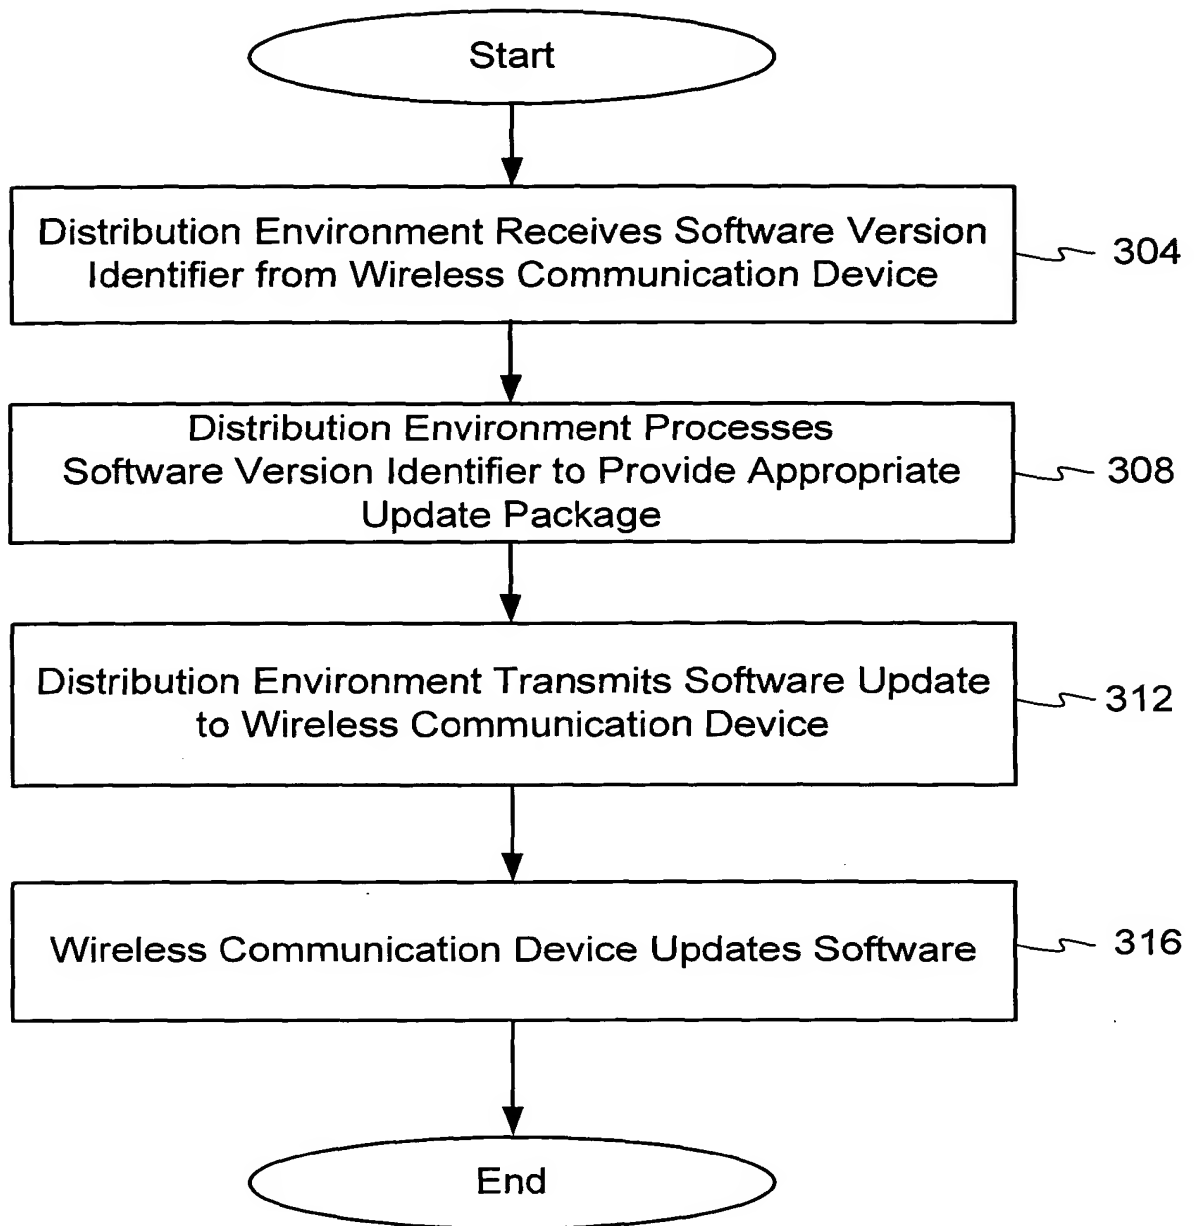 Start
Distribution Environment Receives Software Version
Identifier from Wireless Communication Device
304
Distribution Environment Processes
Software Version Identifier to Provide Appropriate
Update Package
308
Distribution Environment Transmits Software Update
to Wireless Communication Device
312
Wireless Communication Device Updates Software
316
End